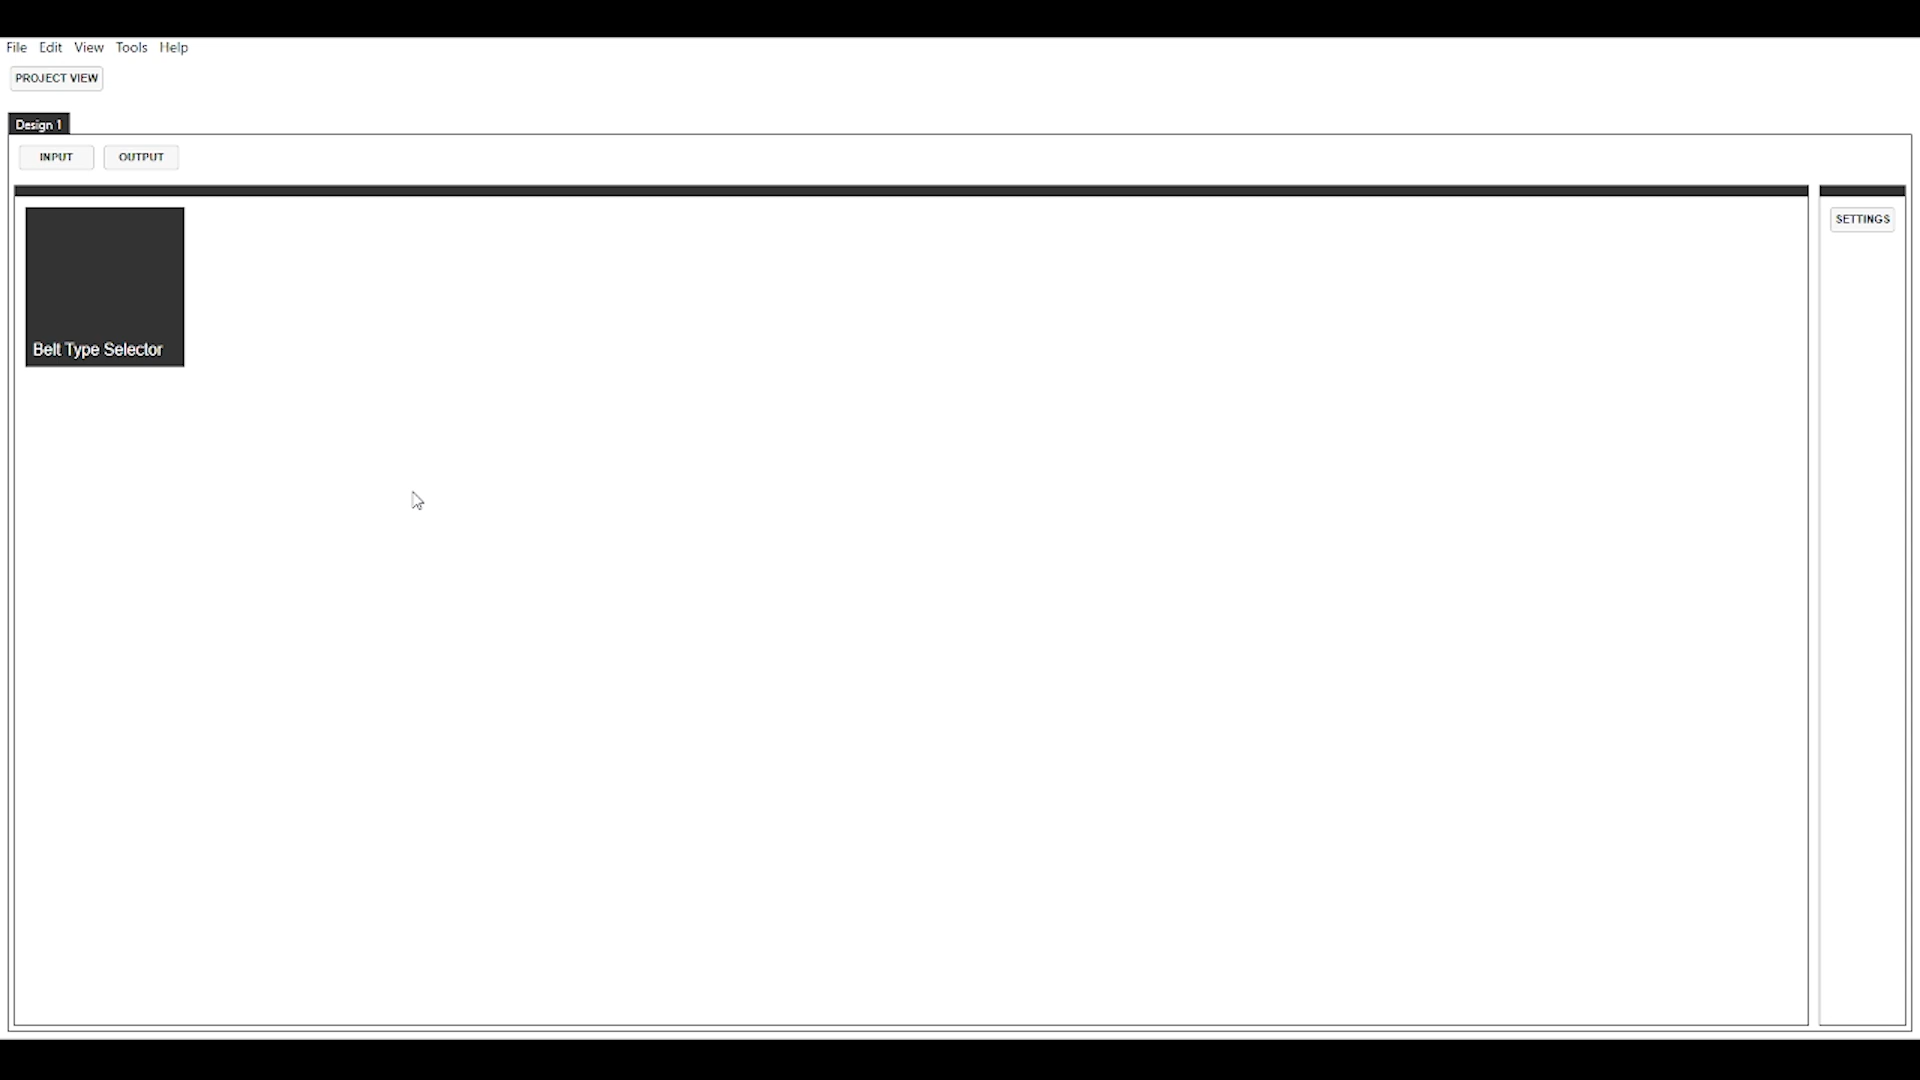 File Edit View Tools Help
PROJECT VIEW
Design 1
INPUT OUTPUT
SETTINGS
Belt Type Selector